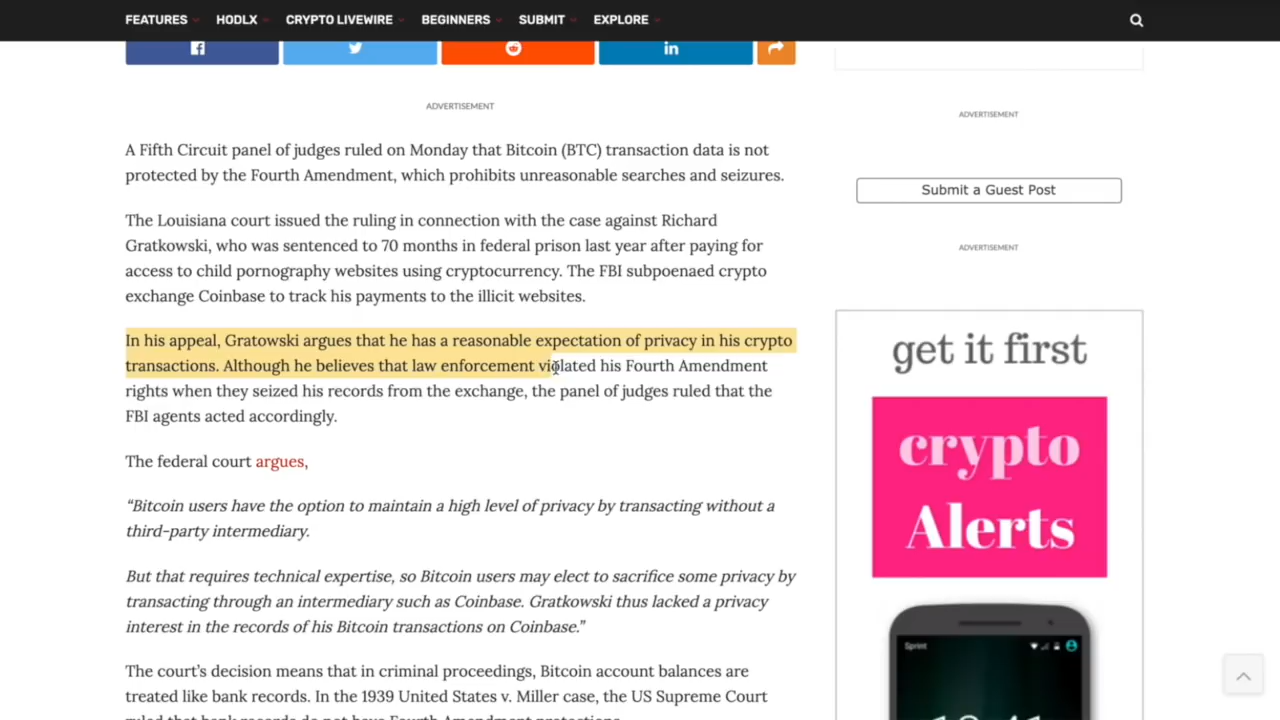 FEATURES HODLX CRYPTO LIVEWIRE BEGINNERS SUBMIT EXPLORE
ADVERTISEMENT
A Fifth Circuit panel of judges ruled on Monday that Bitcoin (BTC) transaction data is not
protected by the Fourth Amendment, which prohibits unreasonable searches and seizures.
The Louisiana court issued the ruling in connection with the case against Richard
Gratkowski, who was sentenced to 70 months in federal prison last year after paying for
access to child pornography websites using cryptocurrency. The FBI subpoenaed crypto
exchange Coinbase to track his payments to the illicit websites.
In his appeal, Gratowski argues that he has a reasonable expectation of privacy in his crypto
transactions. Although he believes that law enforcement violated his Fourth Amendment
rights when they seized his records from the exchange, the panel of judges ruled that the
FBI agents acted accordingly.
The federal court argues,
“Bitcoin users have the option to maintain a high level of privacy by transacting without a
third-party intermediary.
But that requires technical expertise, so Bitcoin users may elect to sacrifice some privacy by
transacting through an intermediary such as Coinbase. Gratkowski thus lacked a privacy
interest in the records of his Bitcoin transactions on Coinbase.”
The court’s decision means that in criminal proceedings, Bitcoin account balances are
treated like bank records. In the 1939 United States v. Miller case, the US Supreme Court
ruled that bank records do not have Fourth Amendment protections.
ADVERTISEMENT
Submit a Guest Post
ADVERTISEMENT
get it first
crypto
Alerts
Sprint